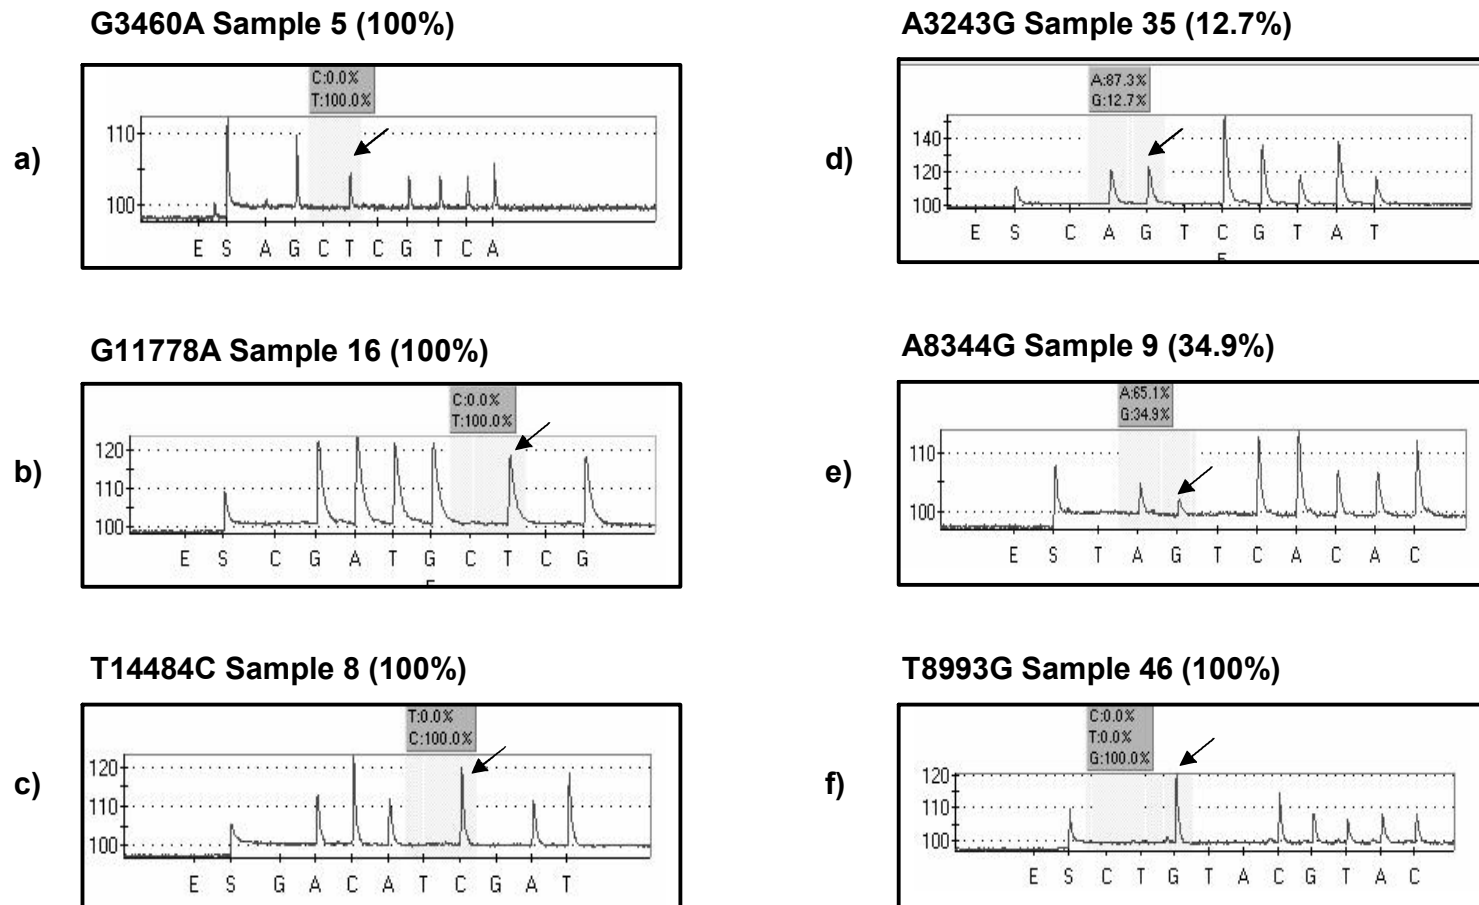 G3460A Sample 5 (100%)
a)
C:0.0%
T:100.0%
110
100
E S A G C T C G T C A
G11778A Sample 16 (100%)
b)
C:0.0%
T:100.0%
120
110
100
E S C G A T G C T C G
T14484C Sample 8 (100%)
c)
T:0.0%
C:100.0%
120
110
100
E S G A C A T C G A T
A3243G Sample 35 (12.7%)
d)
A:87.3%
G:12.7%
140
120
100
E S C A G T C G T A T
A8344G Sample 9 (34.9%)
e)
A:65.1%
G:34.9%
110
100
E S T A G T C A C A C
T8993G Sample 46 (100%)
f)
C:0.0%
T:0.0%
G:100.0%
120
110
100
E S C T G T A C G T A C